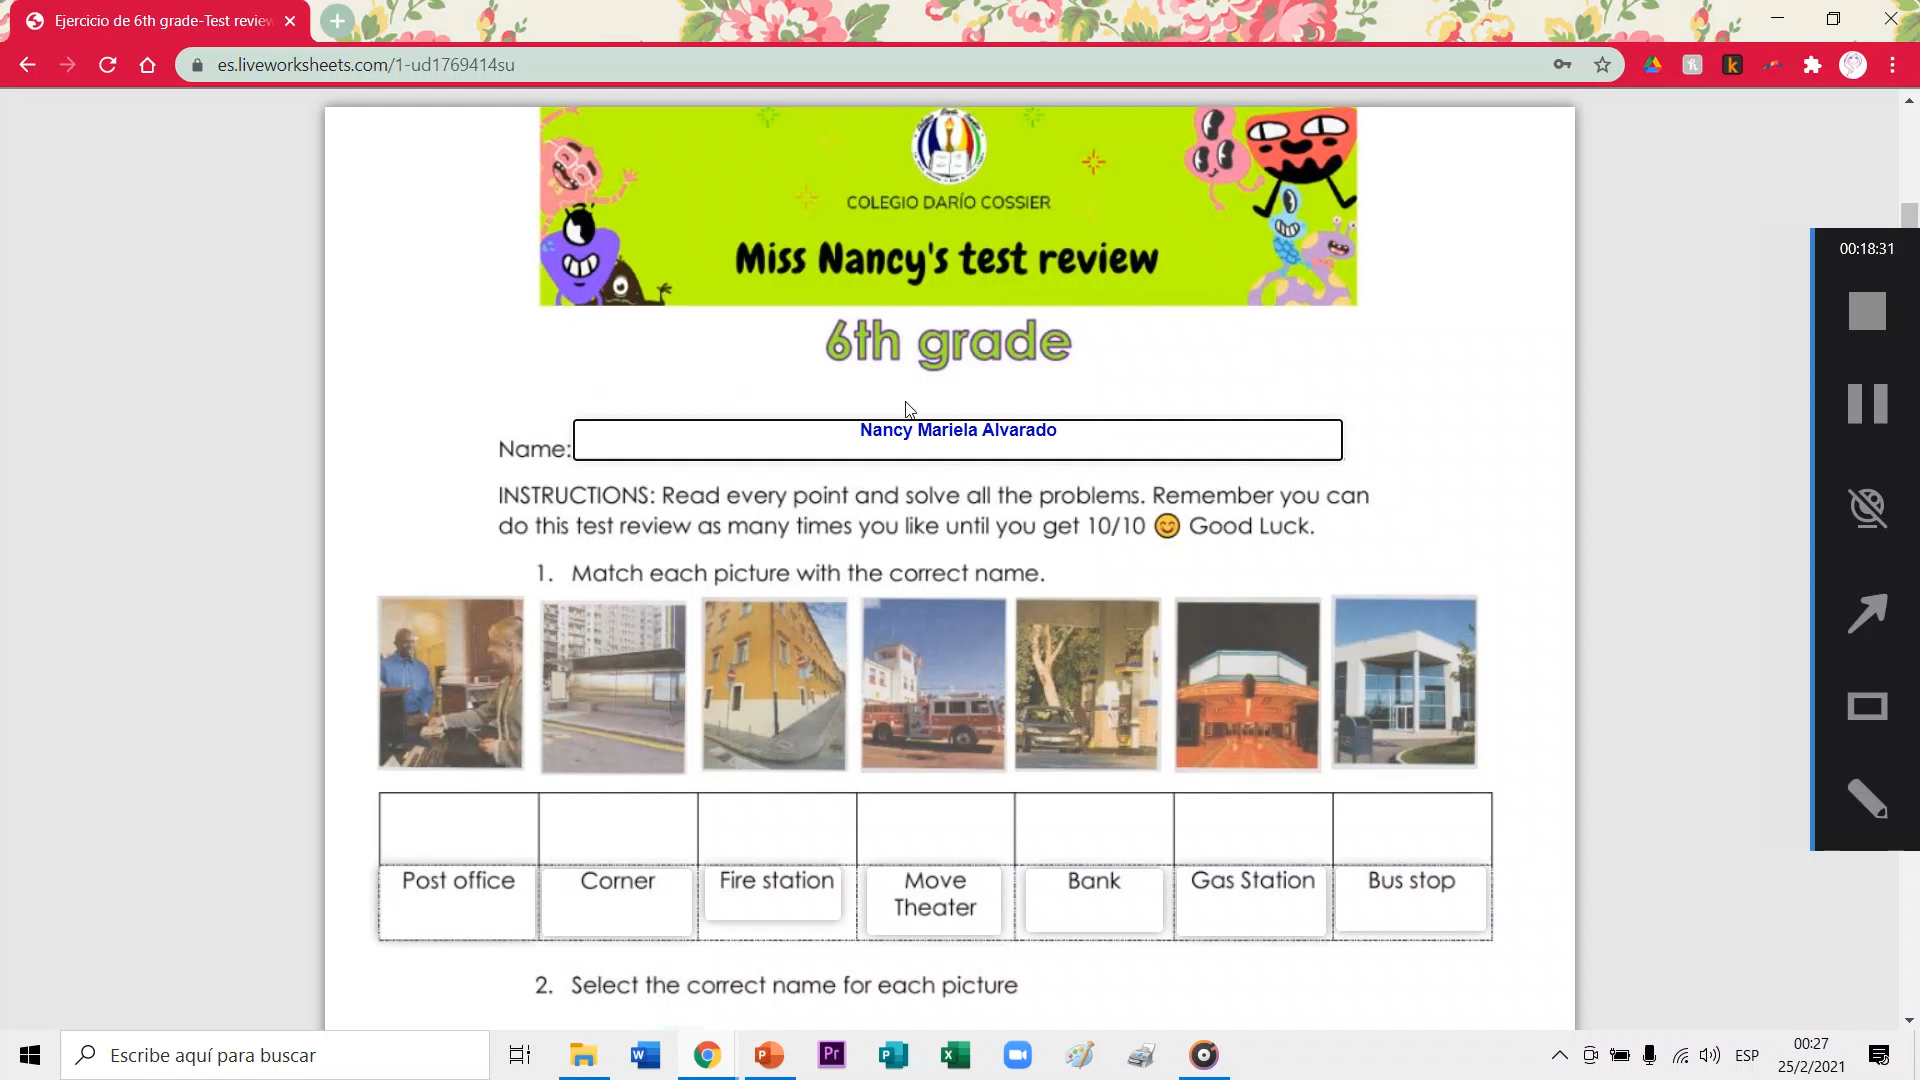 Ejercicio de 6th grade-Test review
es.liveworksheets.com/1-ud1769414su
COLEGIO DARÍO COSSIER
Miss Nancy's test review
6th grade
00:18:31
Name: Nancy Mariela Alvarado
INSTRUCTIONS: Read every point and solve all the problems. Remember you can
do this test review as many times you like until you get 10/10 😊 Good Luck.
1. Match each picture with the correct name.
Post office Corner Fire station Move Theater Bank Gas Station Bus stop
2. Select the correct name for each picture
Escribe aquí para buscar
ESP
00:27
25/2/2021